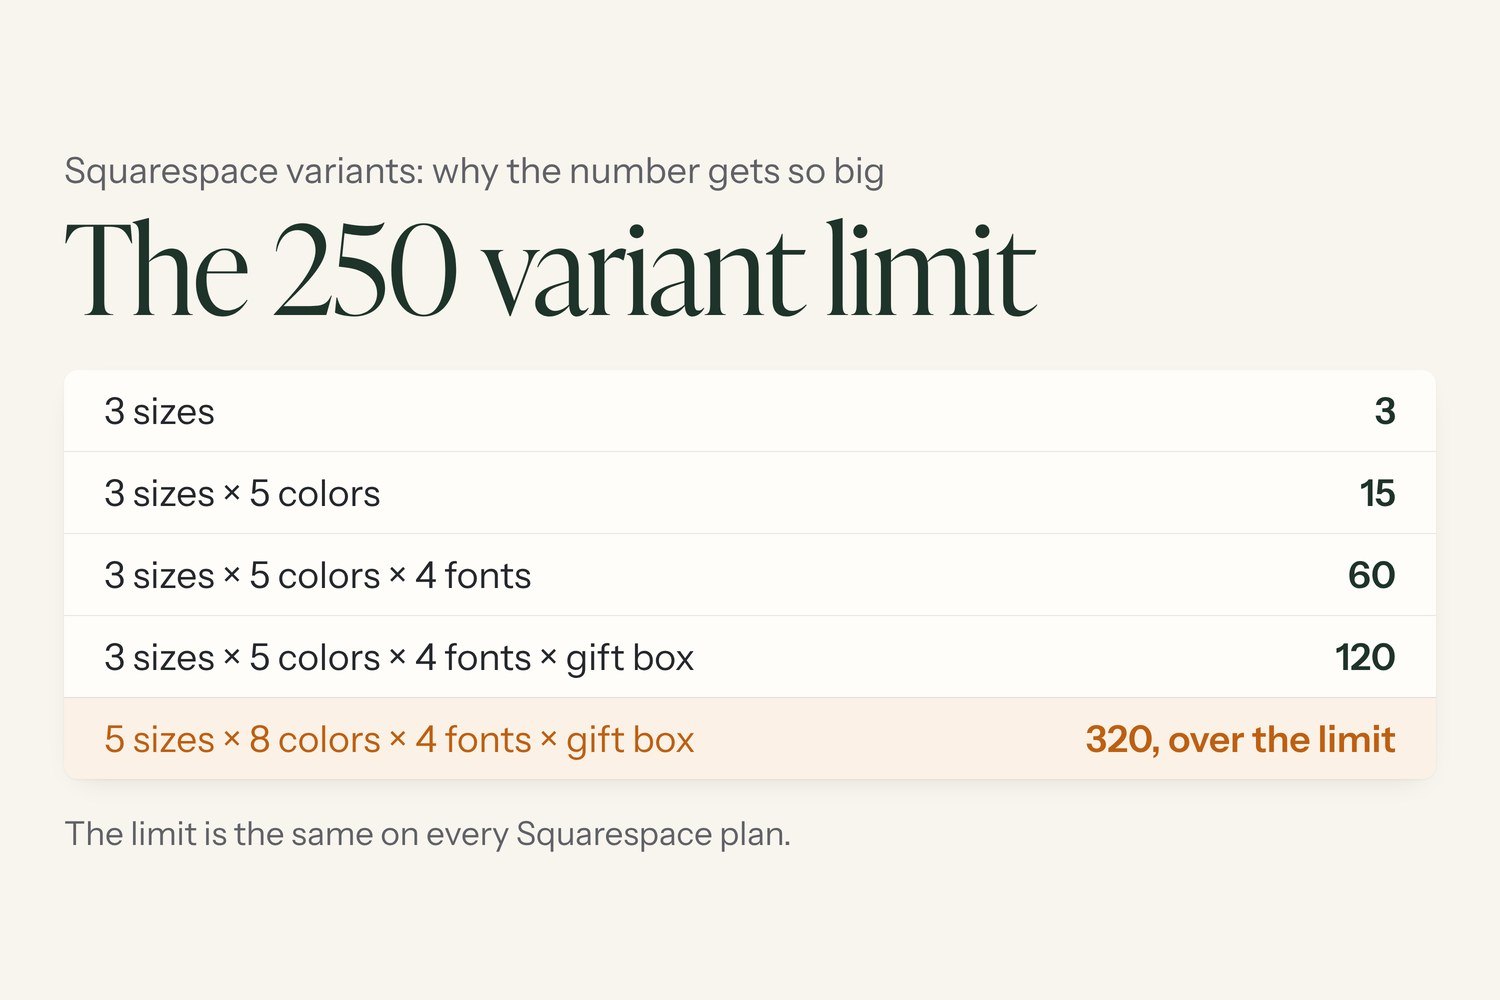 Squarespace variants: why the number gets so big
The 250 variant limit
3 sizes 3
3 sizes × 5 colors 15
3 sizes × 5 colors × 4 fonts 60
3 sizes × 5 colors × 4 fonts × gift box 120
5 sizes × 8 colors × 4 fonts × gift box 320, over the limit
The limit is the same on every Squarespace plan.